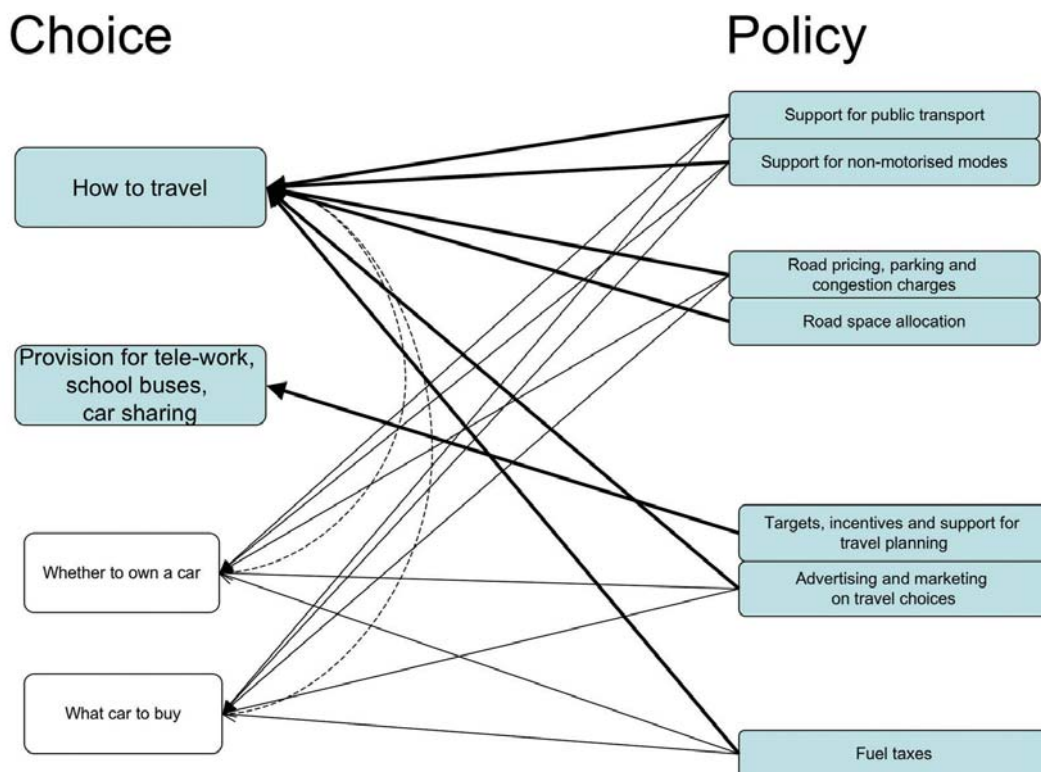 Choice
Policy
How to travel
Provision for tele-work,
school buses,
car sharing
Whether to own a car
What car to buy
Support for public transport
Support for non-motorised modes
Road pricing, parking and
congestion charges
Road space allocation
Targets, incentives and support for
travel planning
Advertising and marketing
on travel choices
Fuel taxes